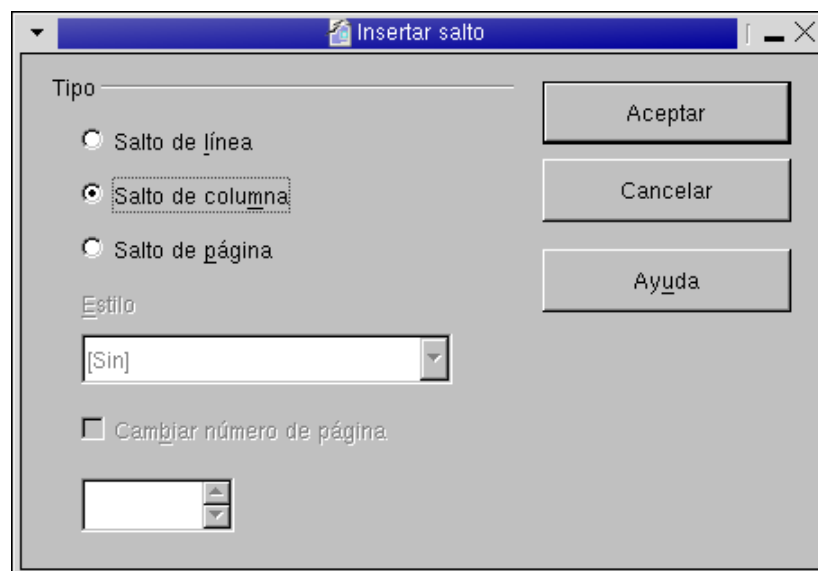 Insertar salto
Tipo
Salto de línea
Salto de columna
Salto de página
Estilo
[Sin]
Cambiar número de página
Aceptar
Cancelar
Ayuda